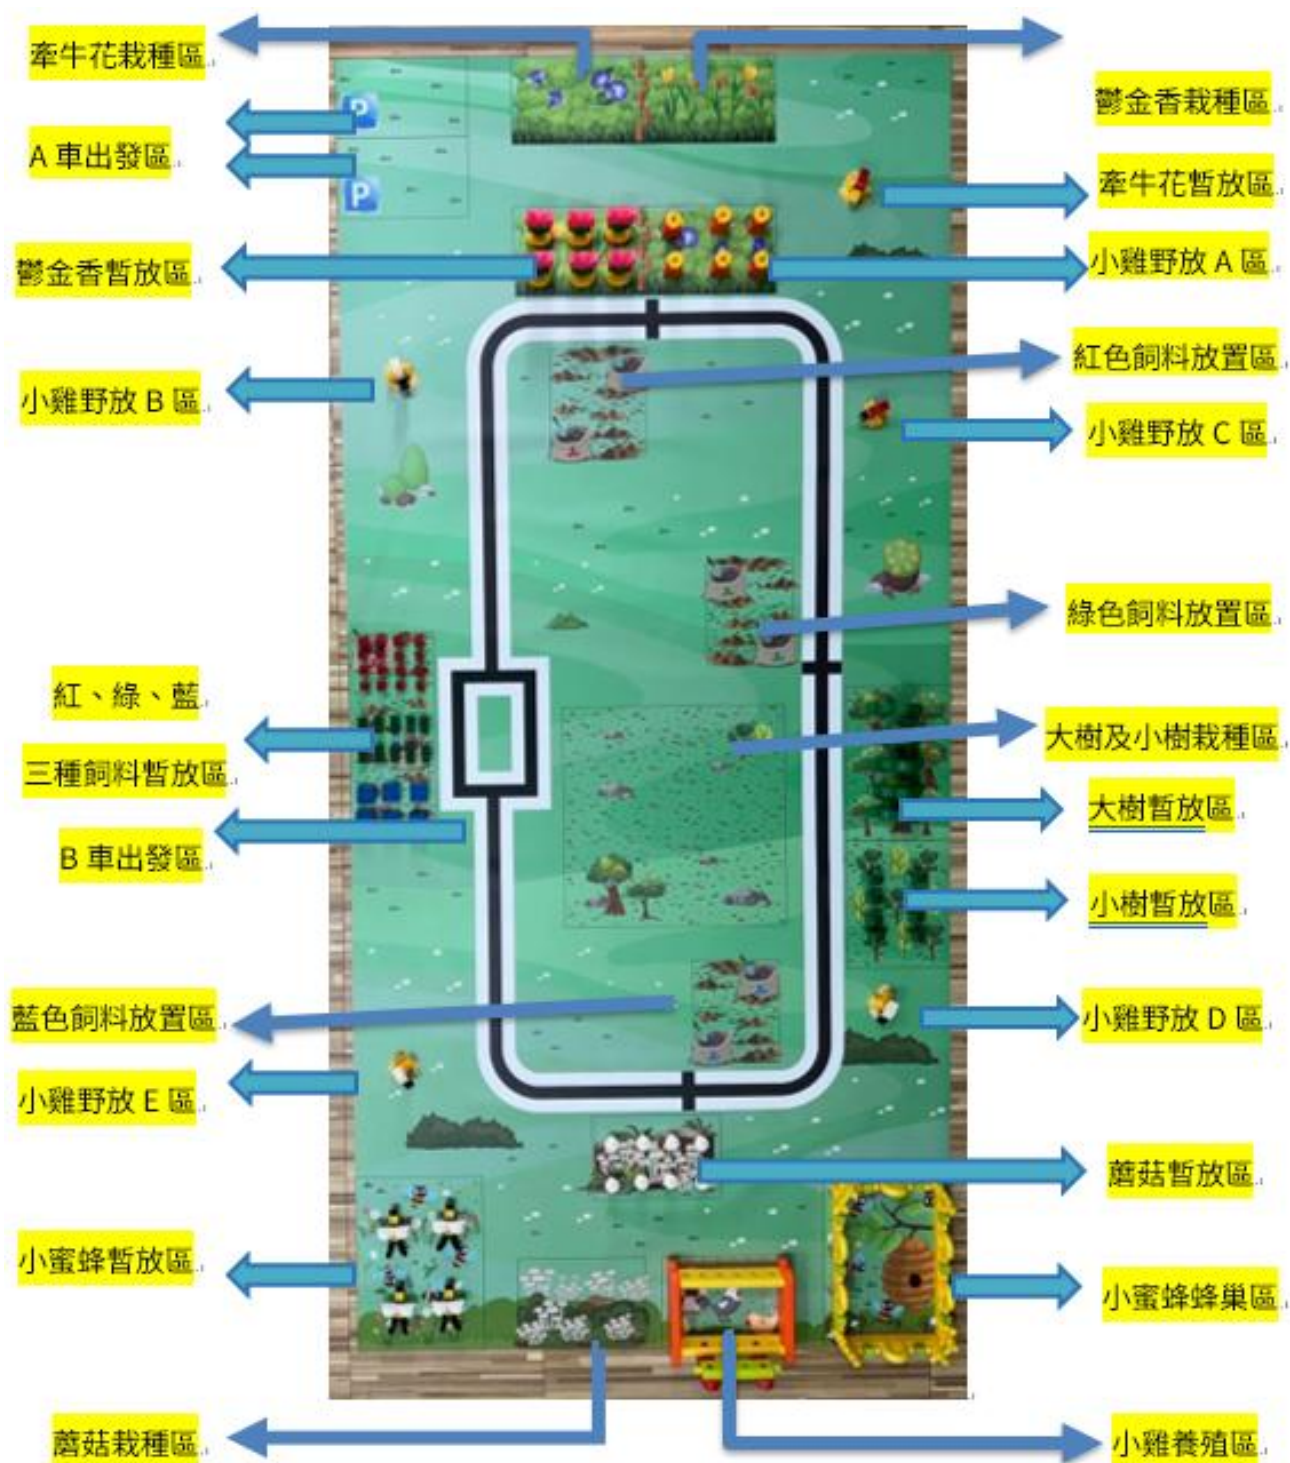 牽牛花栽種區
鬱金香栽種區
A 車出發區
牽牛花暫放區
鬱金香暫放區
小雞野放 A 區
紅色飼料放置區
小雞野放 B 區
小雞野放 C 區
綠色飼料放置區
紅、綠、藍
三種飼料暫放區
大樹及小樹栽種區
大樹暫放區
B 車出發區
小樹暫放區
藍色飼料放置區
小雞野放 D 區
小雞野放 E 區
蘑菇暫放區
小蜜蜂暫放區
小蜜蜂蜂巢區
蘑菇栽種區
小雞養殖區
P
P